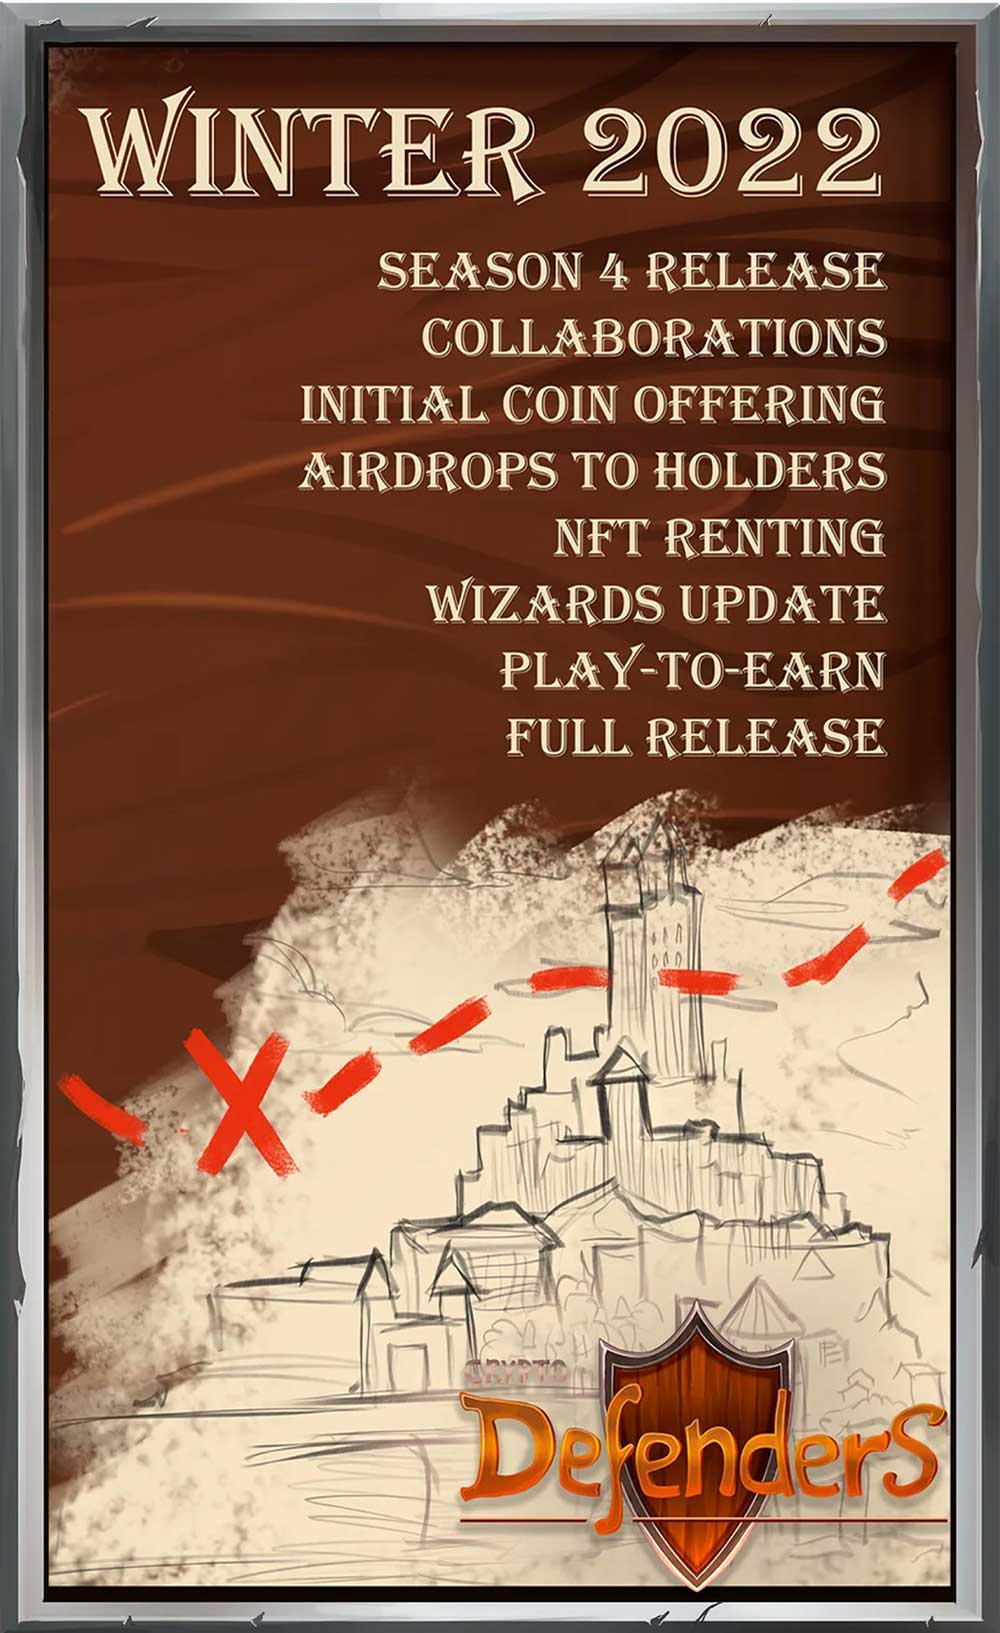 WINTER 2022
SEASON 4 RELEASE
COLLABORATIONS
INITIAL COIN OFFERING
AIRDROPS TO HOLDERS
NFT RENTING
WIZARDS UPDATE
PLAY-TO-EARN
FULL RELEASE
CRYPTO
Defenders